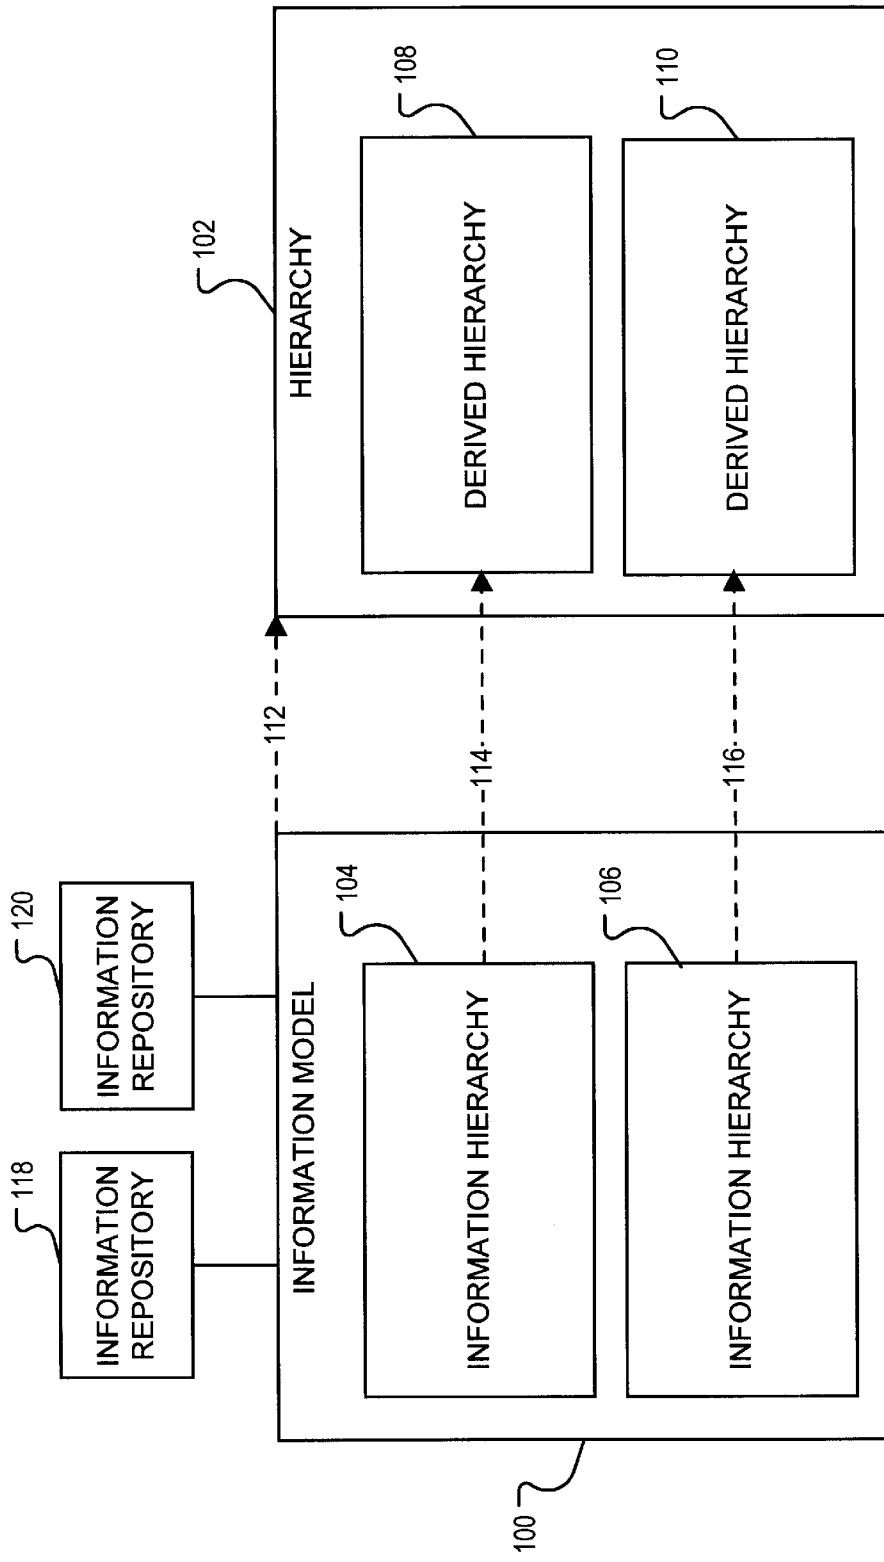 118
INFORMATION
REPOSITORY
120
INFORMATION
REPOSITORY
INFORMATION MODEL
112
102
HIERARCHY
104
INFORMATION HIERARCHY
114
108
DERIVED HIERARCHY
106
INFORMATION HIERARCHY
116
110
DERIVED HIERARCHY
100